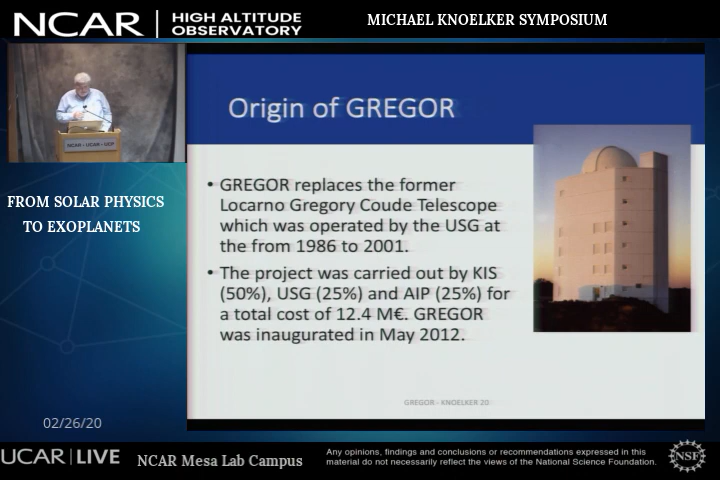 NCAR
HIGH ALTITUDE
OBSERVATORY
MICHAEL KNOELKER SYMPOSIUM
NCAR - UCAR - UCP
FROM SOLAR PHYSICS
TO EXOPLANETS
02/26/20
Origin of GREGOR
• GREGOR replaces the former
Locarno Gregory Coude Telescope
which was operated by the USG at
the from 1986 to 2001.
• The project was carried out by KIS
(50%), USG (25%) and AIP (25%) for
a total cost of 12.4 M€. GREGOR
was inaugurated in May 2012.
GREGOR - KNOELKER 20
UCAR | LIVE
NCAR Mesa Lab Campus
Any opinions, findings and conclusions or recommendations expressed in this
material do not necessarily reflect the views of the National Science Foundation.
NSF